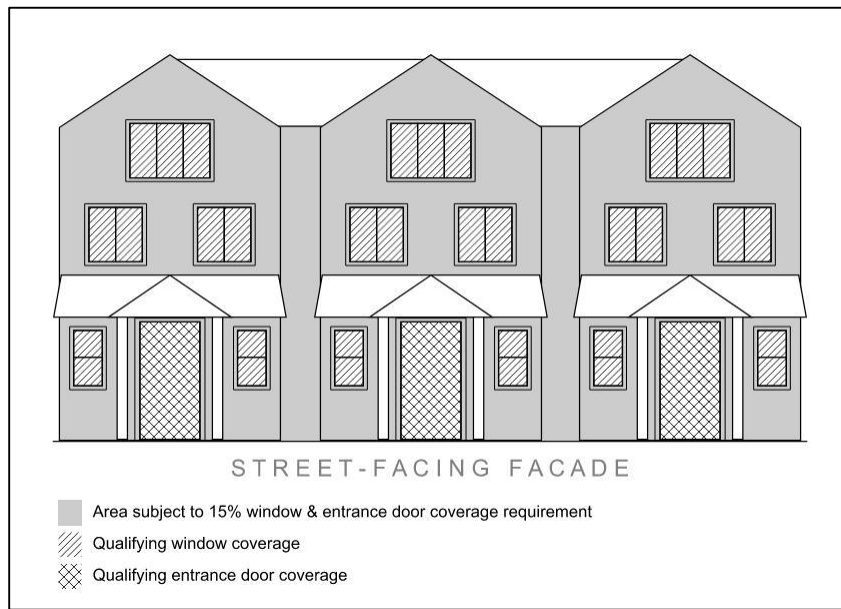 STREET-FACING FACADE
Area subject to 15% window & entrance door coverage requirement
Qualifying window coverage
Qualifying entrance door coverage